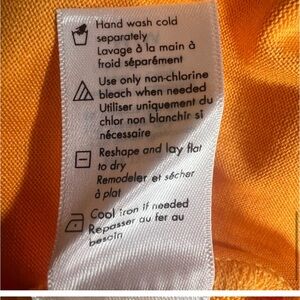 Hand wash cold
separately
Lavage à la main à
froid séparément
Use only non-chlorine
bleach when needed
Utiliser uniquement du
chlor non blanchir si
nécessaire
Reshape and lay flat
to dry
Remodeler et sécher
à plat
Cool iron if needed
Repasser au fer au
besoin